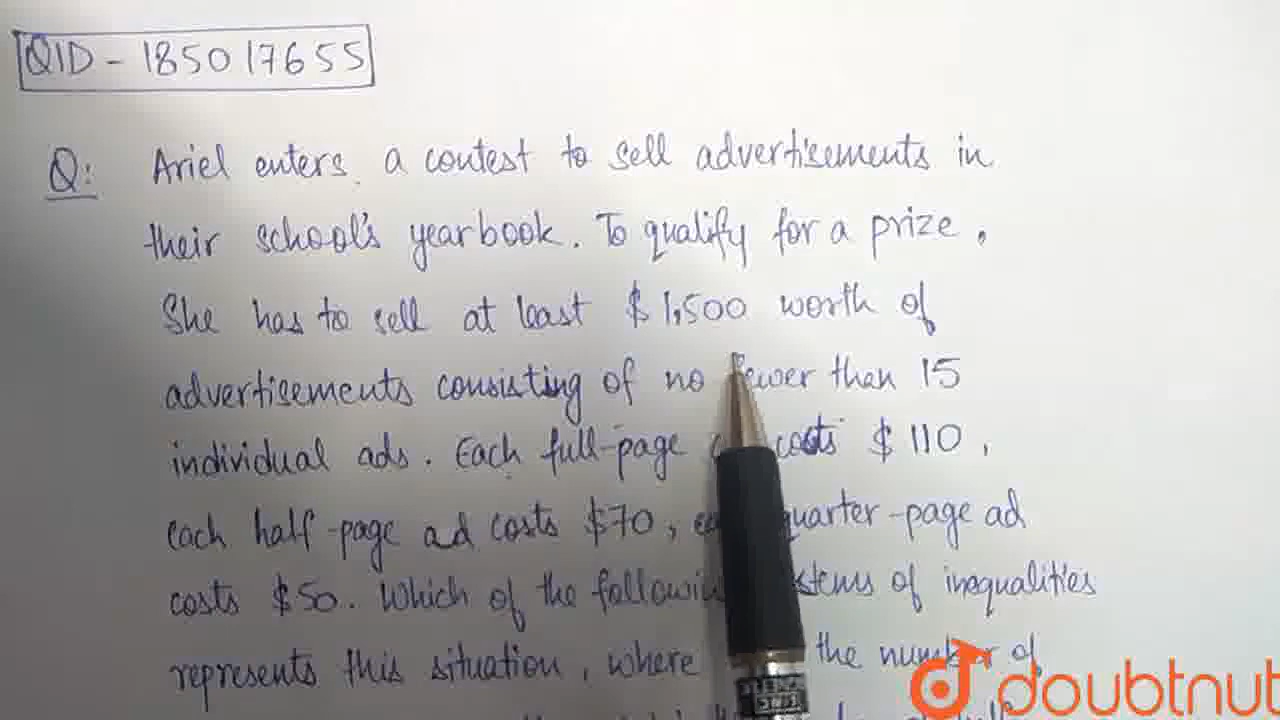 QID - 185017655
Q: Ariel enters a contest to sell advertisements in
their school's yearbook. To qualify for a prize.
She has to sell at least $1,500 worth of
advertisements consisting of no fewer than 15
individual ads. Each full-page costs $110,
each half-page ad costs $70, quarter-page ad
costs $50. Which of the following of inequalities
represents this situation, where the number of
doubtnut